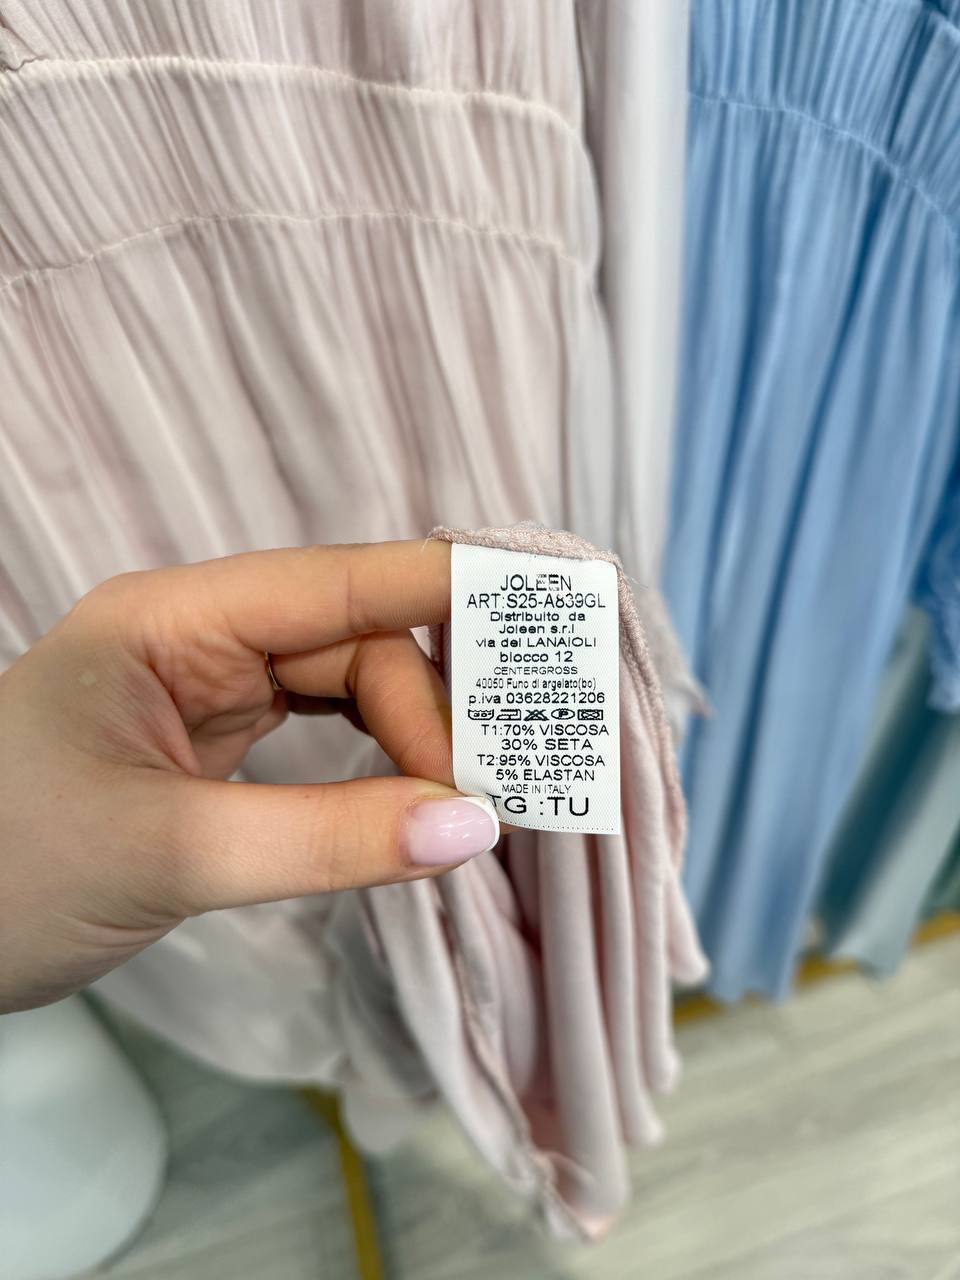 JOLEEN
ART:S25-A839GL
Distribuito da
Joleen s.r.l
via dei LANAIOLI
blocco 12
CENTERGROSS
40050 Funo di argelato(bo)
p.iva 03628221206
T1:70% VISCOSA
30% SETA
T2:95% VISCOSA
5% ELASTAN
MADE IN ITALY
TG :TU